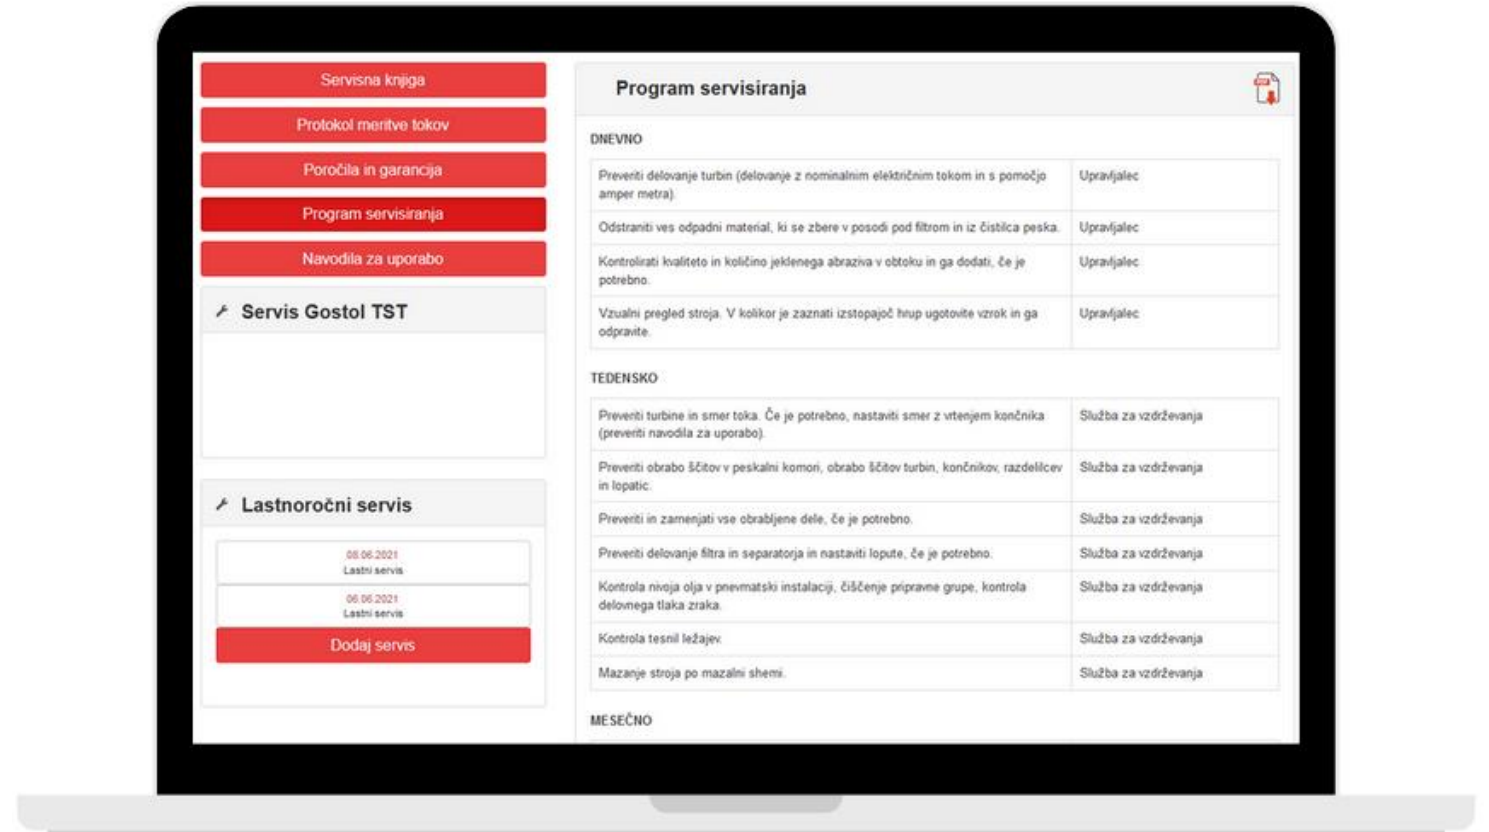 Servisna knjiga
Protokol meritve tokov
Poročila in garancija
Program servisiranja
Navodila za uporabo
Servis Gostol TST
Lastnoročni servis
08.06.2021
Lastni servis
06.06.2021
Lastni servis
Dodaj servis
Program servisiranja
DNEVNO
Preveriti delovanje turbin (delovanje z nominalnim električnim tokom in s pomočjo
amper metra).
Upravljalec
Odstraniti ves odpadni material, ki se zbere v posodi pod filtrom in iz čistilca peska.
Upravljalec
Kontrolirati kvaliteto in količino jeklenega abraziva v obtoku in ga dodati, če je
potrebno.
Upravljalec
Vzualni pregled stroja. V kolikor je zaznati izstopajoč hrup ugotovite vzrok in ga
odpravite.
Upravljalec
TEDENSKO
Preveriti turbine in smer toka. Če je potrebno, nastaviti smer z vrtenjem končnika
(preveriti navodila za uporabo).
Služba za vzdrževanja
Preveriti obrabo ščitov v peskalni komori, obrabo ščitov turbin, končnikov, razdelilcev
in lopatic.
Služba za vzdrževanja
Preveriti in zamenjati vse obrabljene dele, če je potrebno.
Služba za vzdrževanja
Preveriti delovanje filtra in separatorja in nastaviti lopute, če je potrebno.
Služba za vzdrževanja
Kontrola nivoja olja v pnevmatski instalaciji, čiščenje pripravne grupe, kontrola
delovnega tlaka zraka.
Služba za vzdrževanja
Kontrola tesnil ležajev.
Služba za vzdrževanja
Mazanje stroja po mazalni shemi.
Služba za vzdrževanja
MESEČNO